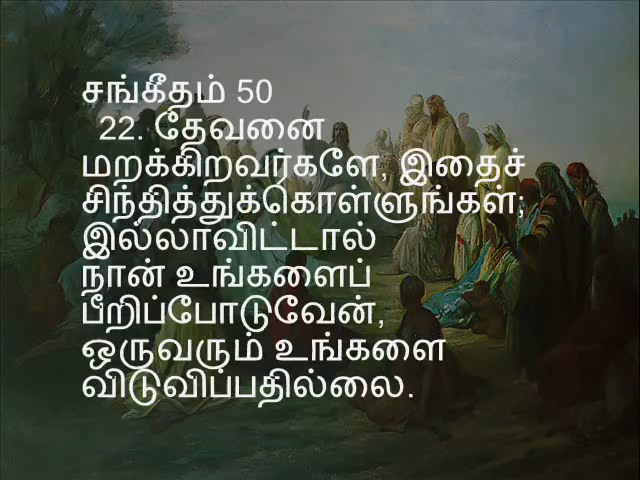 சங்கீதம் 50
22. தேவனை
மறக்கிறவர்களே, இதைச்
சிந்தித்துக்கொள்ளுங்கள்;
இல்லாவிட்டால்
நான் உங்களைப்
பீறிப்போடுவேன்,
ஒருவரும் உங்களை
விடுவிப்பதில்லை.